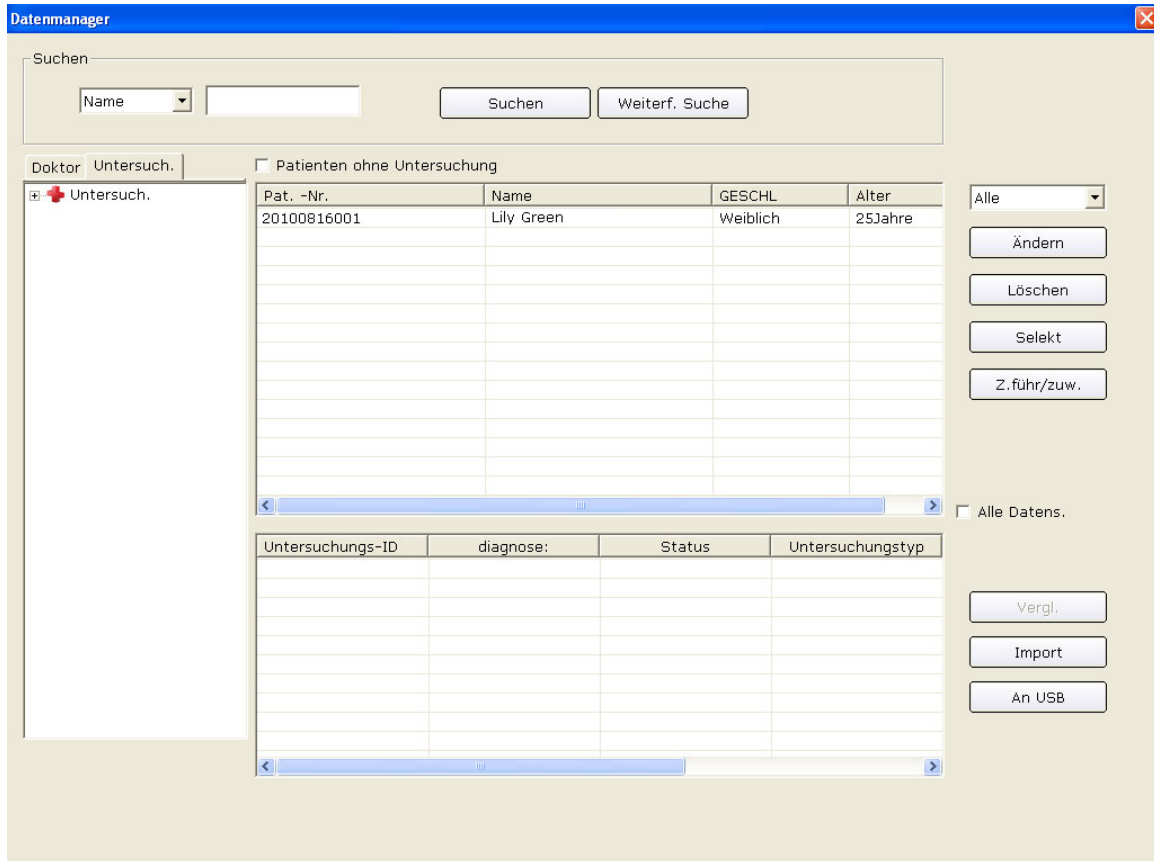 Datenmanager
Suchen
Name
Suchen
Weiterf. Suche
Doktor
Untersuch.
Patienten ohne Untersuchung
Untersuch.
Pat. -Nr. Name GESCHL Alter
20100816001 Lily Green Weiblich 25Jahre
Alle
Ändern
Löschen
Selekt
Z.führ/zuw.
Alle Datens.
Untersuchungs-ID diagnose: Status Untersuchungstyp
Vergl.
Import
An USB